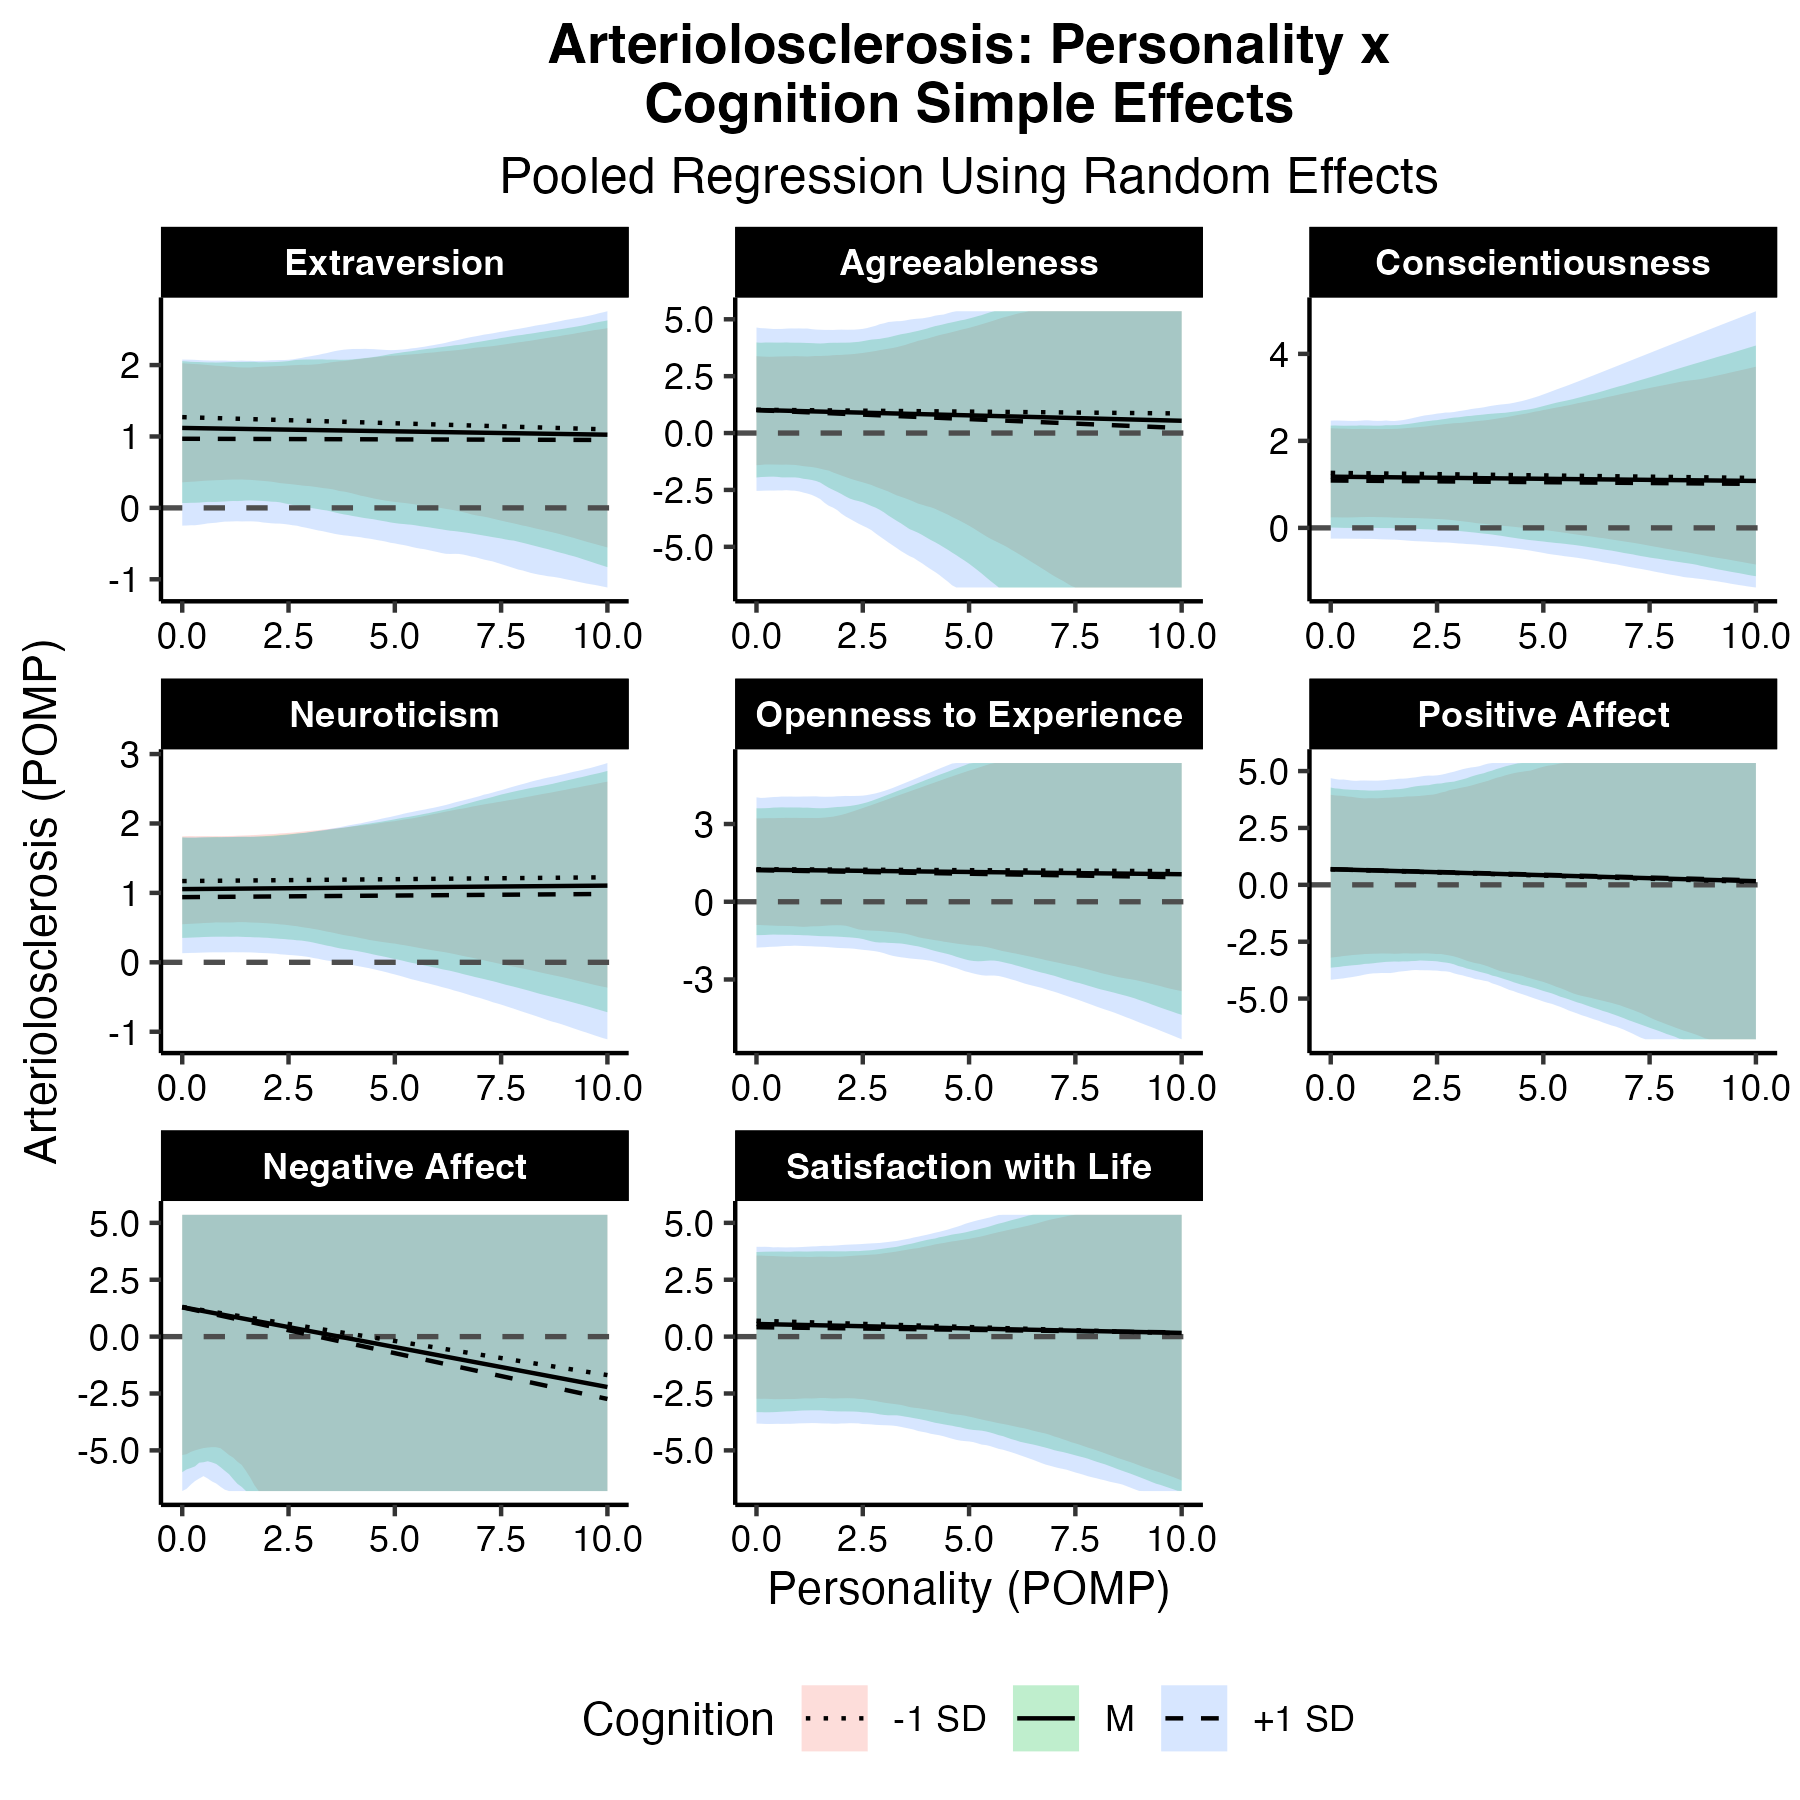 Arteriolosclerosis: Personality x
Cognition Simple Effects
Pooled Regression Using Random Effects
Extraversion
Agreeableness
Conscientiousness
2
1
0
-1
0.0 2.5 5.0 7.5 10.0
5.0
2.5
0.0
-2.5
-5.0
0.0 2.5 5.0 7.5 10.0
4
2
0
0.0 2.5 5.0 7.5 10.0
Arteriolosclerosis (POMP)
Neuroticism
Openness to Experience
Positive Affect
3
2
1
0
-1
0.0 2.5 5.0 7.5 10.0
3
0
-3
0.0 2.5 5.0 7.5 10.0
5.0
2.5
0.0
-2.5
-5.0
0.0 2.5 5.0 7.5 10.0
Negative Affect
Satisfaction with Life
5.0
2.5
0.0
-2.5
-5.0
0.0 2.5 5.0 7.5 10.0
5.0
2.5
0.0
-2.5
-5.0
0.0 2.5 5.0 7.5 10.0
Personality (POMP)
Cognition -1 SD M +1 SD